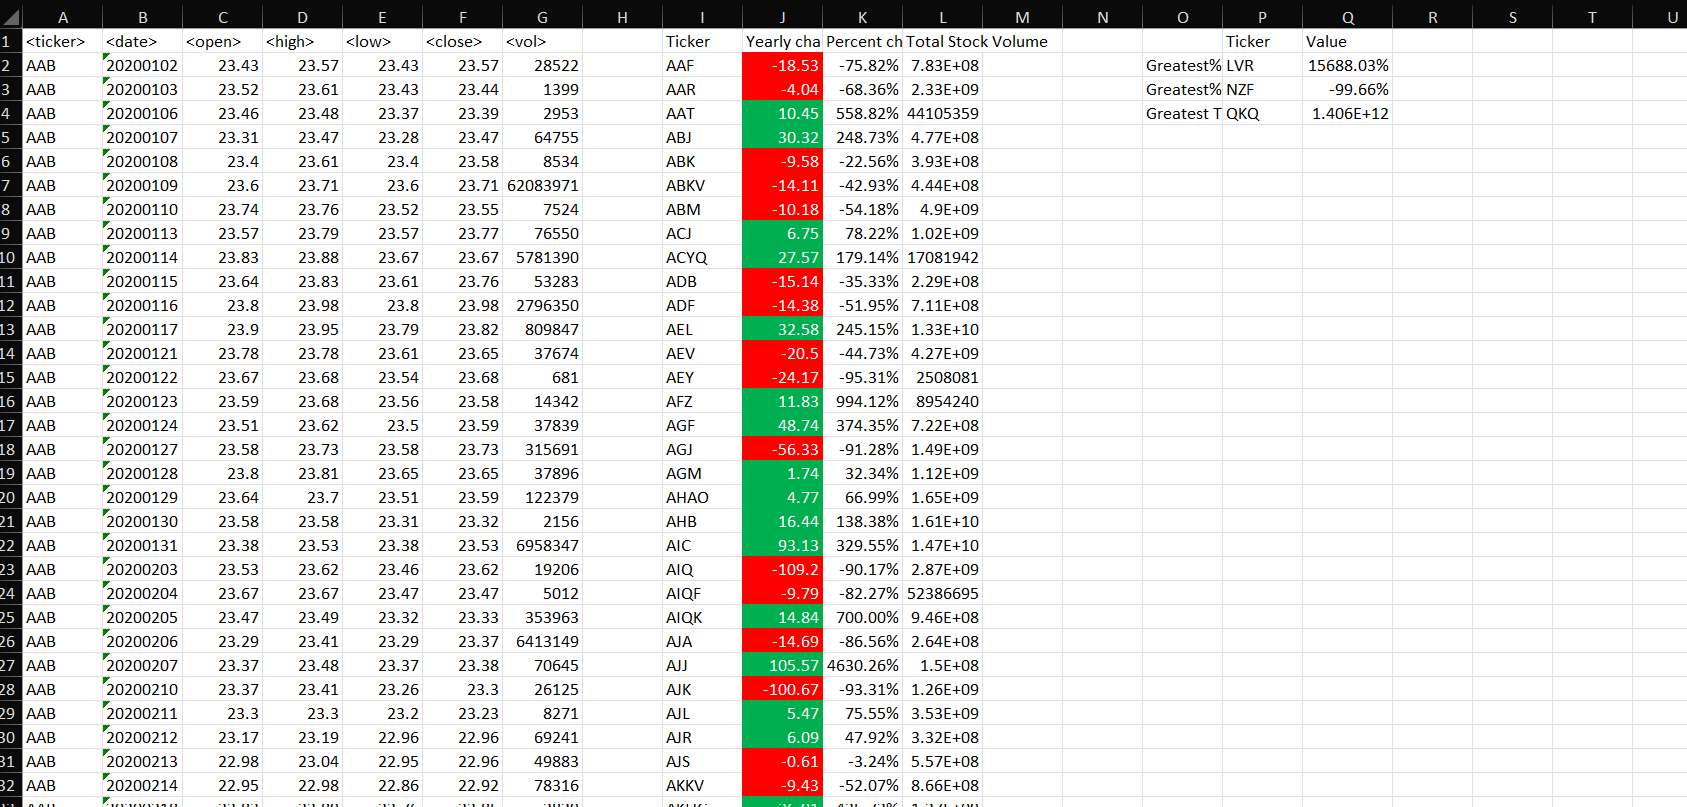 A B C D E F G H I J K L M N O P Q R S T U
1 <ticker> <date> <open> <high> <low> <close> <vol> Ticker Yearly cha Percent ch Total Stock Volume Ticker Value
2 AAB 20200102 23.43 23.57 23.43 23.57 28522 AAF -18.53 -75.82% 7.83E+08 Greatest% LVR 15688.03%
3 AAB 20200103 23.52 23.61 23.43 23.44 1399 AAR -4.04 -68.36% 2.33E+09 Greatest% NZF -99.66%
4 AAB 20200106 23.46 23.48 23.37 23.39 2953 AAT 10.45 558.82% 44105359 Greatest T QKQ 1.406E+12
5 AAB 20200107 23.31 23.47 23.28 23.47 64755 ABJ 30.32 248.73% 4.77E+08
6 AAB 20200108 23.4 23.61 23.4 23.58 8534 ABK -9.58 -22.56% 3.93E+08
7 AAB 20200109 23.6 23.71 23.6 23.71 62083971 ABKV -14.11 -42.93% 4.44E+08
8 AAB 20200110 23.74 23.76 23.52 23.55 7524 ABM -10.18 -54.18% 4.9E+09
9 AAB 20200113 23.57 23.79 23.57 23.77 76550 ACJ 6.75 78.22% 1.02E+09
10 AAB 20200114 23.83 23.88 23.67 23.67 5781390 ACYQ 27.57 179.14% 17081942
11 AAB 20200115 23.64 23.83 23.61 23.76 53283 ADB -15.14 -35.33% 2.29E+08
12 AAB 20200116 23.8 23.98 23.8 23.98 2796350 ADF -14.38 -51.95% 7.11E+08
13 AAB 20200117 23.9 23.95 23.79 23.82 809847 AEL 32.58 245.15% 1.33E+10
14 AAB 20200121 23.78 23.78 23.61 23.65 37674 AEV -20.5 -44.73% 4.27E+09
15 AAB 20200122 23.67 23.68 23.54 23.68 681 AEY -24.17 -95.31% 2508081
16 AAB 20200123 23.59 23.68 23.56 23.58 14342 AFZ 11.83 994.12% 8954240
17 AAB 20200124 23.51 23.62 23.5 23.59 37839 AGF 48.74 374.35% 7.22E+08
18 AAB 20200127 23.58 23.73 23.58 23.73 315691 AGJ -56.33 -91.28% 1.49E+09
19 AAB 20200128 23.8 23.81 23.65 23.65 37896 AGM 1.74 32.34% 1.12E+09
20 AAB 20200129 23.64 23.7 23.51 23.59 122379 AHAO 4.77 66.99% 1.65E+09
21 AAB 20200130 23.58 23.58 23.31 23.32 2156 AHB 16.44 138.38% 1.61E+10
22 AAB 20200131 23.38 23.53 23.38 23.53 6958347 AIC 93.13 329.55% 1.47E+10
23 AAB 20200203 23.53 23.62 23.46 23.62 19206 AIQ -109.2 -90.17% 2.87E+09
24 AAB 20200204 23.67 23.67 23.47 23.47 5012 AIQF -9.79 -82.27% 52386695
25 AAB 20200205 23.47 23.49 23.32 23.33 353963 AIQK 14.84 700.00% 9.46E+08
26 AAB 20200206 23.29 23.41 23.29 23.37 6413149 AJA -14.69 -86.56% 2.64E+08
27 AAB 20200207 23.37 23.48 23.37 23.38 70645 AJJ 105.57 4630.26% 1.5E+08
28 AAB 20200210 23.37 23.41 23.26 23.3 26125 AJK -100.67 -93.31% 1.26E+09
29 AAB 20200211 23.3 23.3 23.2 23.23 8271 AJL 5.47 75.55% 3.53E+09
30 AAB 20200212 23.17 23.19 22.96 22.96 69241 AJR 6.09 47.92% 3.32E+08
31 AAB 20200213 22.98 23.04 22.95 22.96 49883 AJS -0.61 -3.24% 5.57E+08
32 AAB 20200214 22.95 22.98 22.86 22.92 78316 AKKV -9.43 -52.07% 8.66E+08